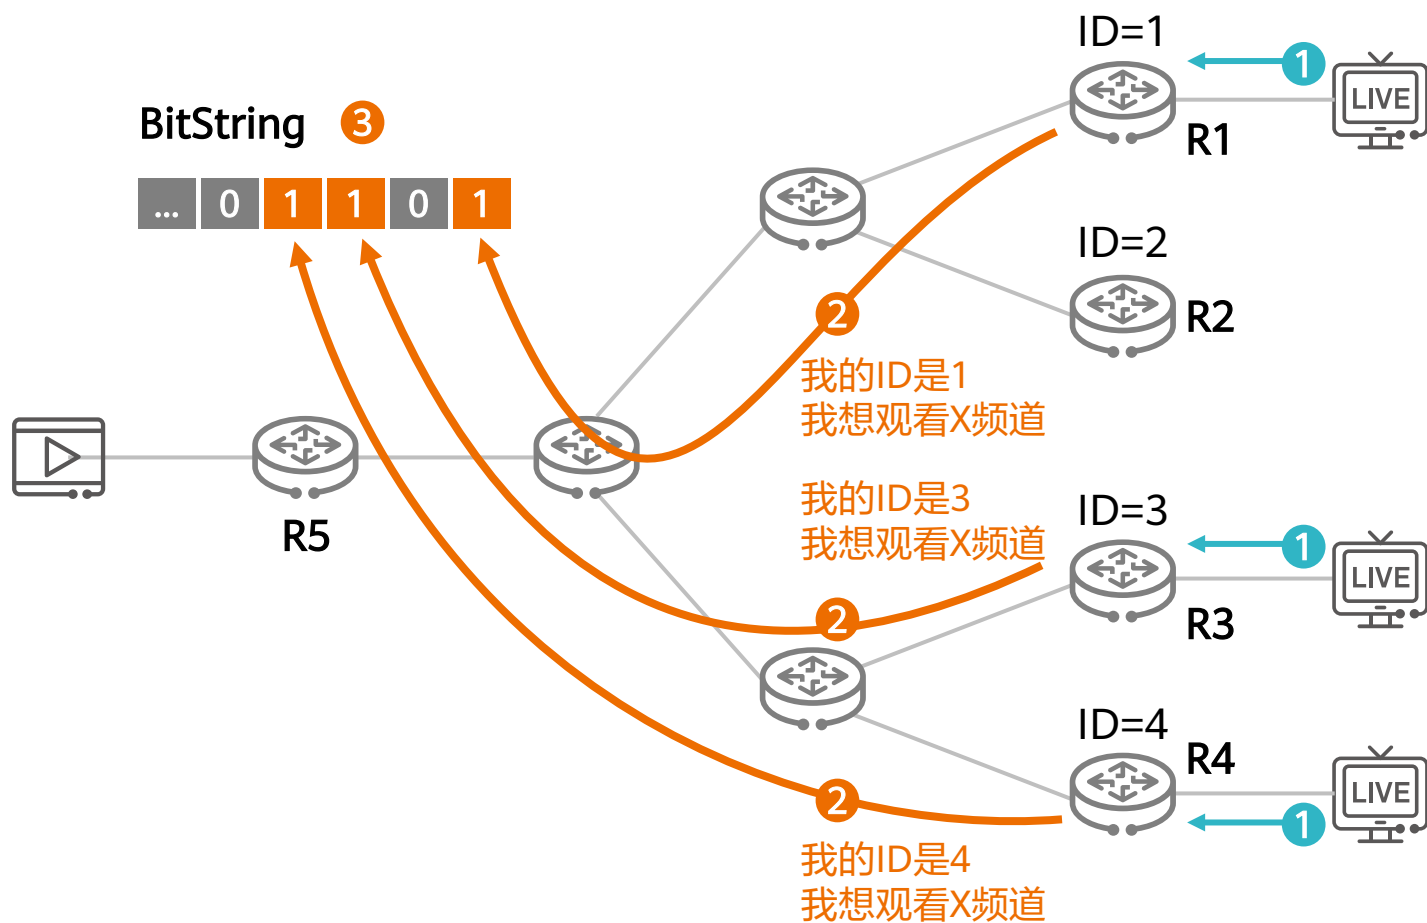 ID=1
1
LIVE
R1
BitString 3
... 0 1 1 0 1
ID=2
R2
2
我的ID是1
我想观看X频道
R5
我的ID是3
我想观看X频道
ID=3
1
LIVE
R3
2
ID=4
R4
LIVE
1
2
我的ID是4
我想观看X频道